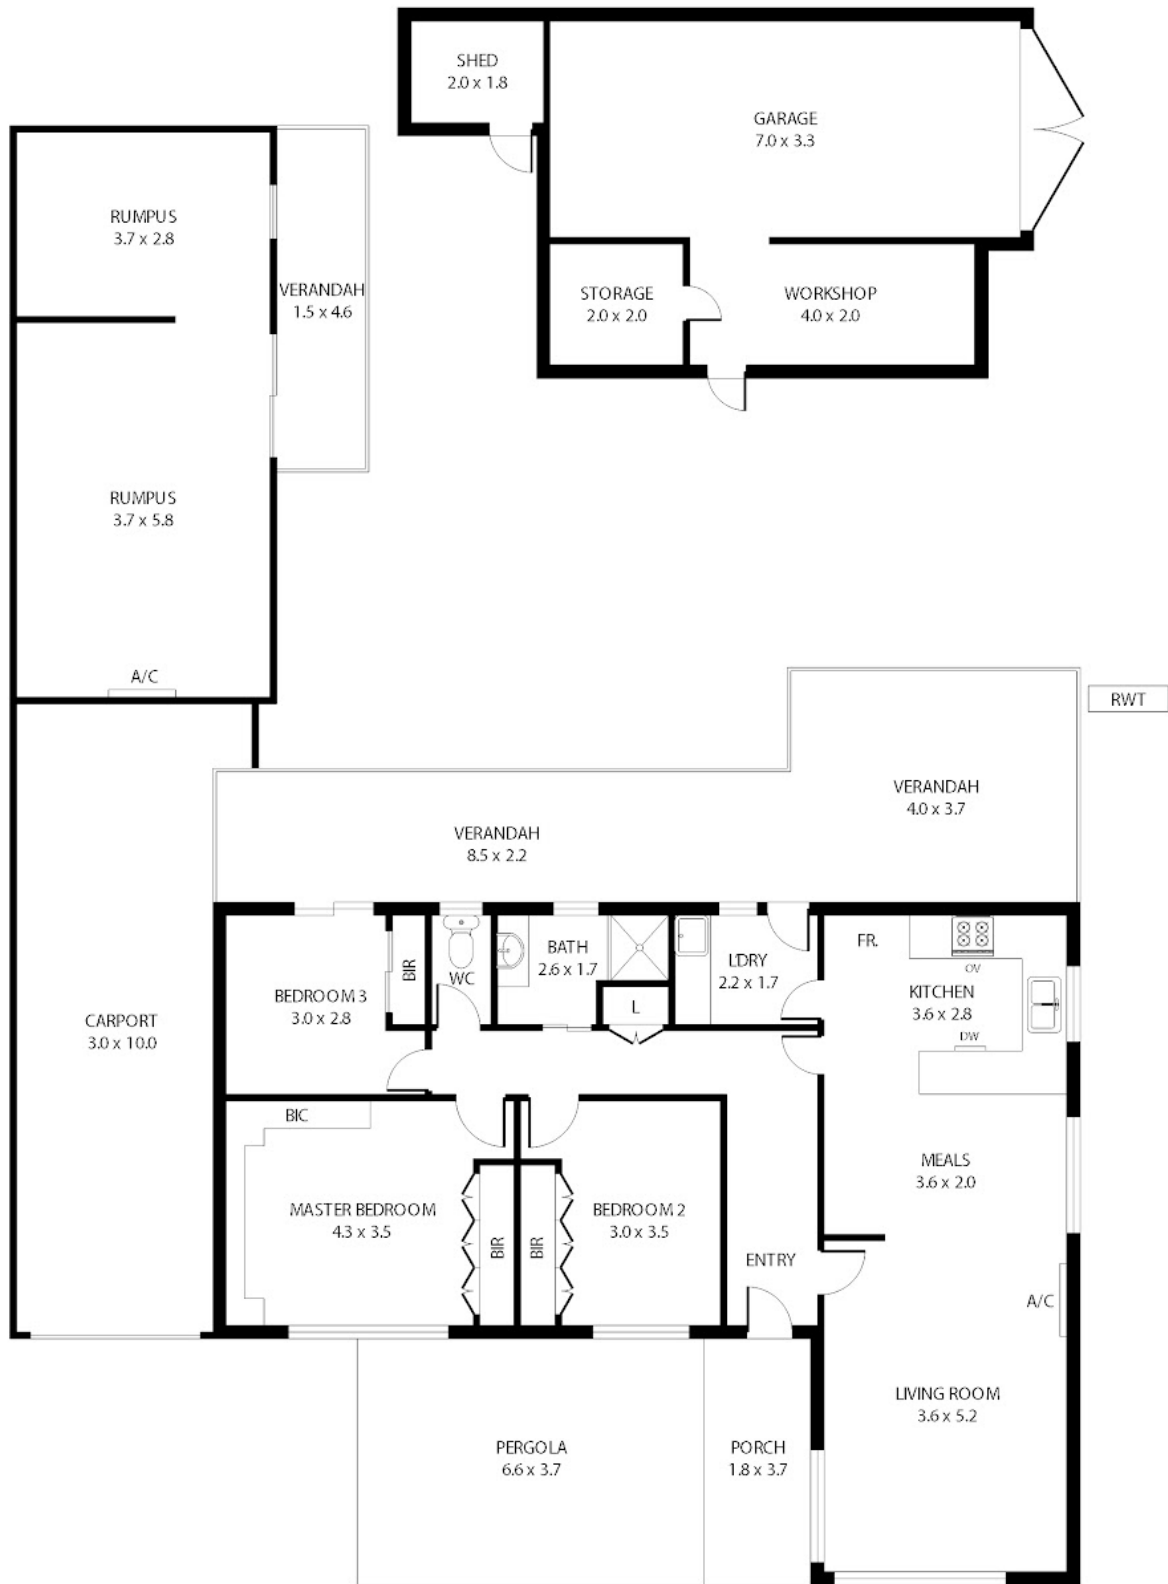 SHED
2.0 x 1.8
GARAGE
7.0 x 3.3
RUMPUS
3.7 x 2.8
VERANDAH
1.5 x 4.6
STORAGE
2.0 x 2.0
WORKSHOP
4.0 x 2.0
RUMPUS
3.7 x 5.8
A/C
RWT
VERANDAH
4.0 x 3.7
VERANDAH
8.5 x 2.2
BEDROOM 3
3.0 x 2.8
BIR
WC
BATH
2.6 x 1.7
L
L'DRY
2.2 x 1.7
FR.
OV
KITCHEN
3.6 x 2.8
DW
CARPORT
3.0 x 10.0
BIC
MASTER BEDROOM
4.3 x 3.5
BIR
BIR
BEDROOM 2
3.0 x 3.5
MEALS
3.6 x 2.0
ENTRY
A/C
LIVING ROOM
3.6 x 5.2
PERGOLA
6.6 x 3.7
PORCH
1.8 x 3.7